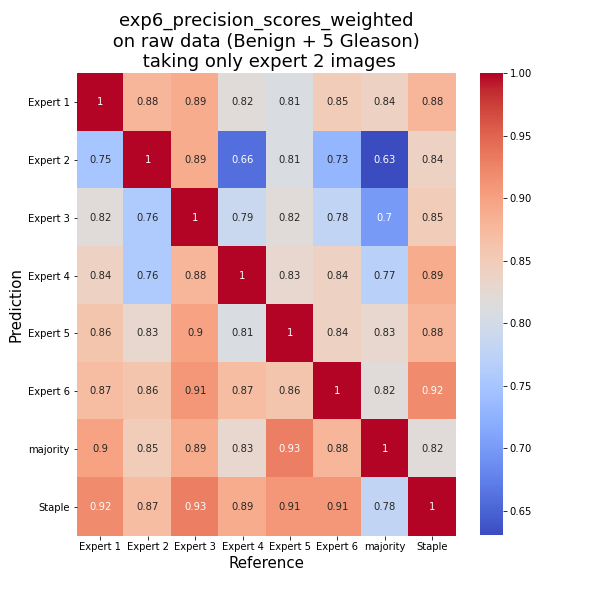 exp6_precision_scores_weighted
on raw data (Benign + 5 Gleason)
taking only expert 2 images
1.00
Expert 1 1 0.88 0.89 0.82 0.81 0.85 0.84 0.88
0.95
Expert 2 0.75 1 0.89 0.66 0.81 0.73 0.63 0.84
0.90
Expert 3 0.82 0.76 1 0.79 0.82 0.78 0.7 0.85
0.85
Expert 4 0.84 0.76 0.88 1 0.83 0.84 0.77 0.89
Prediction
0.80
Expert 5 0.86 0.83 0.9 0.81 1 0.84 0.83 0.88
0.75
Expert 6 0.87 0.86 0.91 0.87 0.86 1 0.82 0.92
0.70
majority 0.9 0.85 0.89 0.83 0.93 0.88 1 0.82
Staple 0.92 0.87 0.93 0.89 0.91 0.91 0.78 1
0.65
Expert 1 Expert 2 Expert 3 Expert 4 Expert 5 Expert 6 majority Staple
Reference